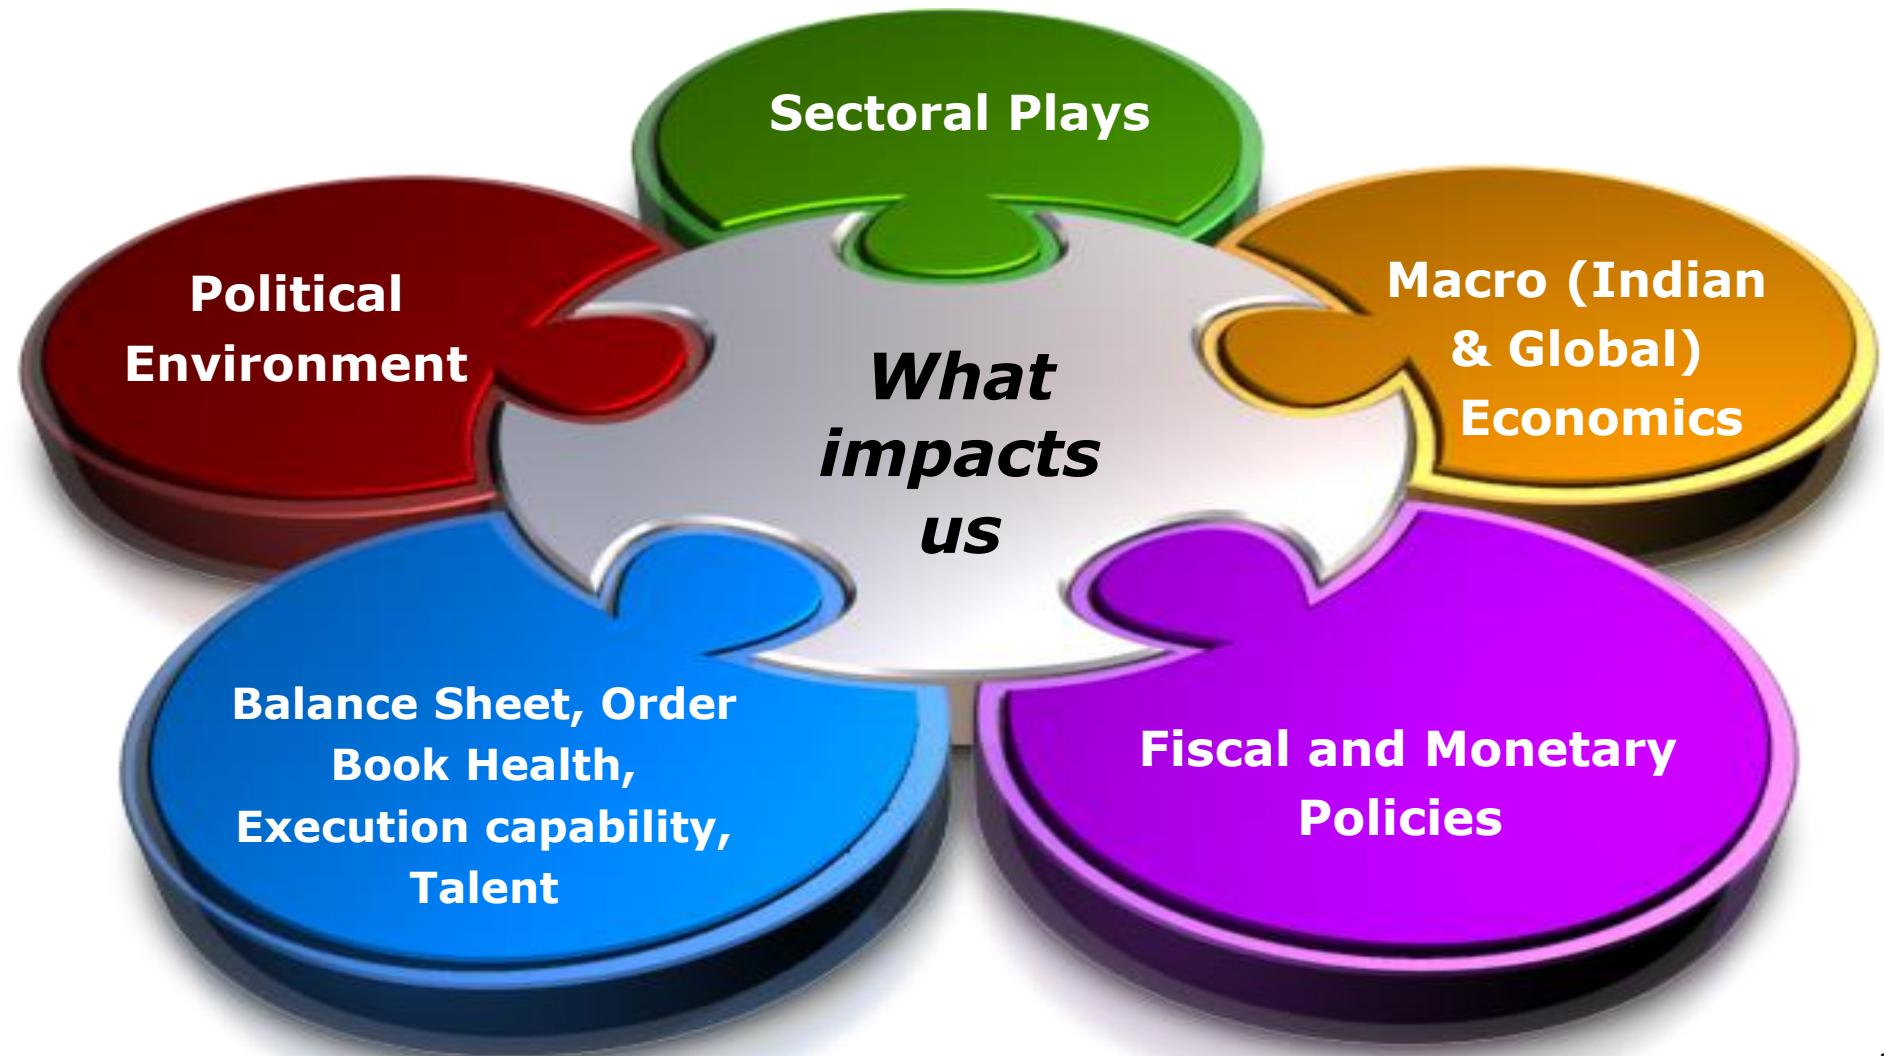 Sectoral Plays
Political
Environment
Macro (Indian
& Global)
Economics
What
impacts
us
Balance Sheet, Order
Book Health,
Execution capability,
Talent
Fiscal and Monetary
Policies